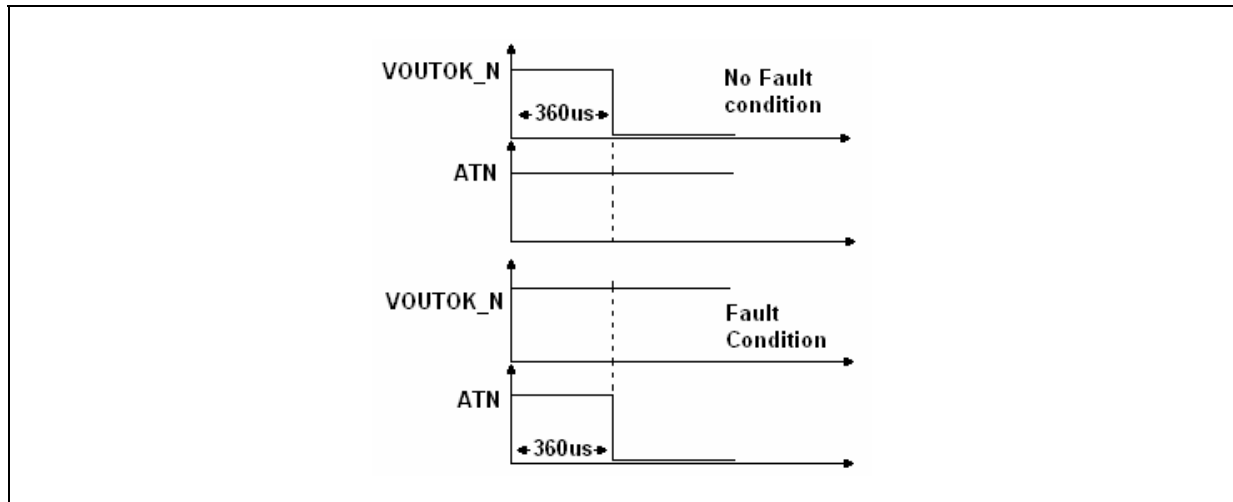 VOUTOK_N
No Fault
condition
360us
ATN
VOUTOK_N
Fault
Condition
ATN
360us